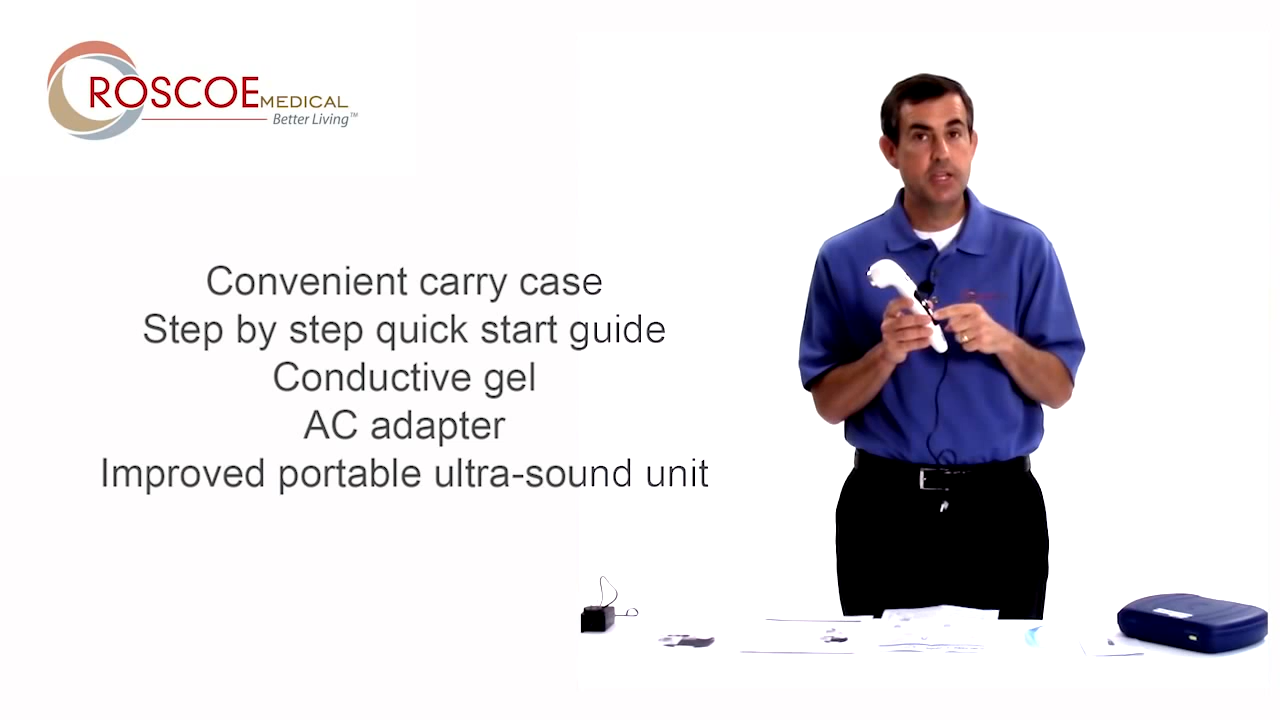 ROSCOE MEDICAL
Better Living™
Convenient carry case
Step by step quick start guide
Conductive gel
AC adapter
Improved portable ultra-sound unit